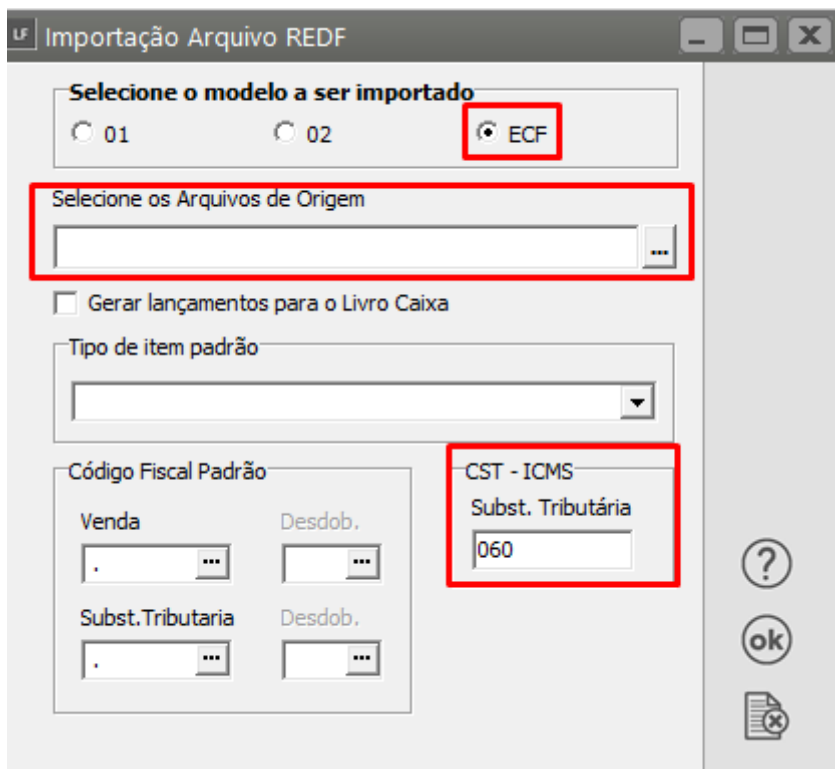 LF Importação Arquivo REDF
Selecione o modelo a ser importado
01 02 ECF
Selecione os Arquivos de Origem
...
Gerar lançamentos para o Livro Caixa
Tipo de item padrão
Código Fiscal Padrão
Venda Desdob.
. ... ...
Subst.Tributaria Desdob.
. ... ...
CST - ICMS
Subst. Tributária
060
?
ok